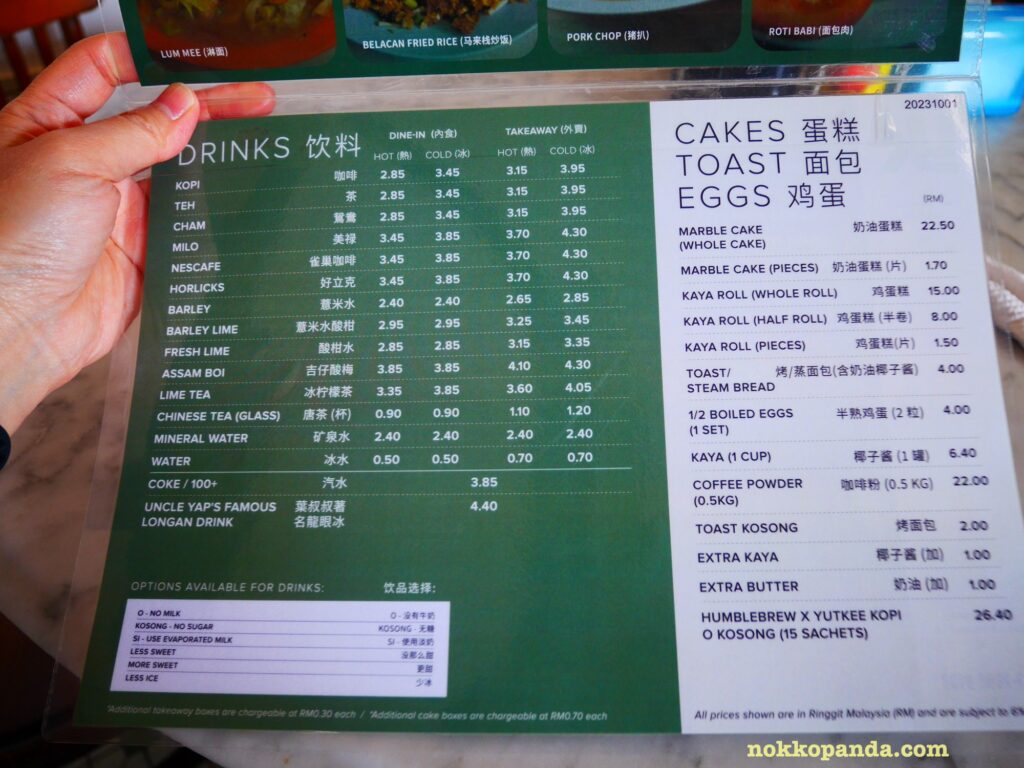 LUM MEE (淋面)
BELACAN FRIED RICE (马来栈炒饭)
PORK CHOP (猪扒)
ROTI BABI (面包肉)
DRINKS 饮料
DINE-IN (內食) TAKEAWAY (外賣)
HOT (熱) COLD (冰) HOT (熱) COLD (冰)
KOPI 咖啡 2.85 3.45 3.15 3.95
TEH 茶 2.85 3.45 3.15 3.95
CHAM 鴛鴦 2.85 3.45 3.15 3.95
MILO 美禄 3.45 3.85 3.70 4.30
NESCAFE 雀巢咖啡 3.45 3.85 3.70 4.30
HORLICKS 好立克 3.45 3.85 3.70 4.30
BARLEY 薏米水 2.40 2.40 2.65 2.85
BARLEY LIME 薏米水酸柑 2.95 2.95 3.25 3.45
FRESH LIME 酸柑水 2.85 2.85 3.15 3.35
ASSAM BOI 吉仔酸梅 3.85 3.85 4.10 4.30
LIME TEA 冰柠檬茶 3.35 3.85 3.60 4.05
CHINESE TEA (GLASS) 唐茶 (杯) 0.90 0.90 1.10 1.20
MINERAL WATER 矿泉水 2.40 2.40 2.40 2.40
WATER 冰水 0.50 0.50 0.70 0.70
COKE / 100+ 汽水 3.85
UNCLE YAP'S FAMOUS 葉叔叔著 4.40
LONGAN DRINK 名龍眼冰
OPTIONS AVAILABLE FOR DRINKS: 饮品选择:
O - NO MILK O - 没有牛奶
KOSONG - NO SUGAR KOSONG - 无糖
SI - USE EVAPORATED MILK SI - 使用淡奶
LESS SWEET 没那么甜
MORE SWEET 更甜
LESS ICE 少冰
*Additional takeaway boxes are chargeable at RM0.30 each / *Additional cake boxes are chargeable at RM0.70 each
20231001
CAKES 蛋糕
TOAST 面包
EGGS 鸡蛋
(RM)
MARBLE CAKE 奶油蛋糕 22.50
(WHOLE CAKE)
MARBLE CAKE (PIECES) 奶油蛋糕 (片) 1.70
KAYA ROLL (WHOLE ROLL) 鸡蛋糕 15.00
KAYA ROLL (HALF ROLL) 鸡蛋糕 (半卷) 8.00
KAYA ROLL (PIECES) 鸡蛋糕(片) 1.50
TOAST/ 烤/蒸面包(含奶油椰子酱) 4.00
STEAM BREAD
1/2 BOILED EGGS 半熟鸡蛋 (2 粒) 4.00
(1 SET)
KAYA (1 CUP) 椰子酱 (1 罐) 6.40
COFFEE POWDER 咖啡粉 (0.5 KG) 22.00
(0.5KG)
TOAST KOSONG 烤面包 2.00
EXTRA KAYA 椰子酱 (加) 1.00
EXTRA BUTTER 奶油 (加) 1.00
HUMBLEBREW X YUTKEE KOPI 26.40
O KOSONG (15 SACHETS)
All prices shown are in Ringgit Malaysia (RM) and are subject to
nokkopanda.com